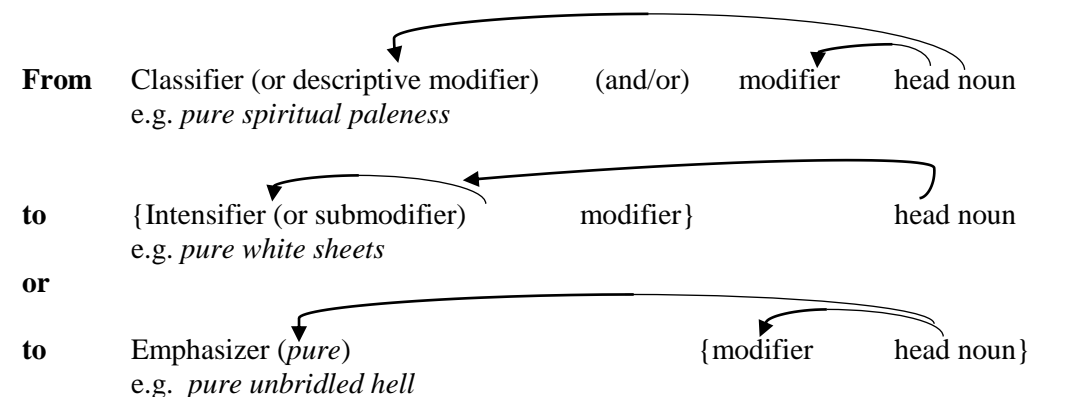 From Classifier (or descriptive modifier) (and/or) modifier head noun
e.g. pure spiritual paleness
to {Intensifier (or submodifier) modifier} head noun
e.g. pure white sheets
or
to Emphasizer (pure) {modifier head noun}
e.g. pure unbridled hell